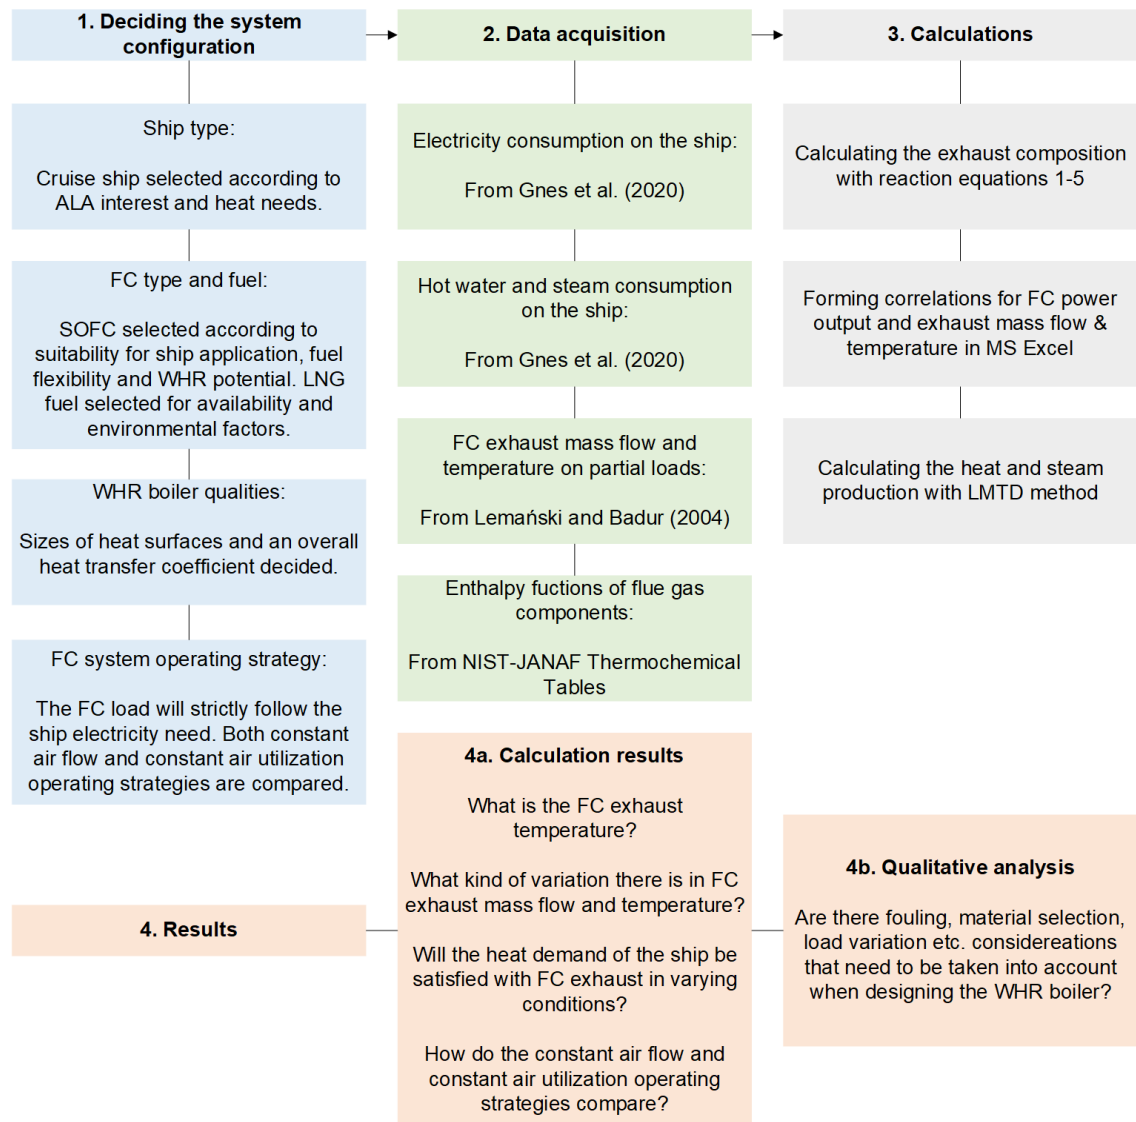 1. Deciding the system
configuration
Ship type:
Cruise ship selected according to
ALA interest and heat needs.
FC type and fuel:
SOFC selected according to
suitability for ship application, fuel
flexibility and WHR potential. LNG
fuel selected for availability and
environmental factors.
WHR boiler qualities:
Sizes of heat surfaces and an overall
heat transfer coefficient decided.
FC system operating strategy:
The FC load will strictly follow the
ship electricity need. Both constant
air flow and constant air utilization
operating strategies are compared.
2. Data acquisition
Electricity consumption on the ship:
From Gnes et al. (2020)
Hot water and steam consumption
on the ship:
From Gnes et al. (2020)
FC exhaust mass flow and
temperature on partial loads:
From Lemański and Badur (2004)
Enthalpy fuctions of flue gas
components:
From NIST-JANAF Thermochemical
Tables
3. Calculations
Calculating the exhaust composition
with reaction equations 1-5
Forming correlations for FC power
output and exhaust mass flow &
temperature in MS Excel
Calculating the heat and steam
production with LMTD method
4. Results
4a. Calculation results
What is the FC exhaust
temperature?
What kind of variation there is in FC
exhaust mass flow and temperature?
Will the heat demand of the ship be
satisfied with FC exhaust in varying
conditions?
How do the constant air flow and
constant air utilization operating
strategies compare?
4b. Qualitative analysis
Are there fouling, material selection,
load variation etc. considereations
that need to be taken into account
when designing the WHR boiler?